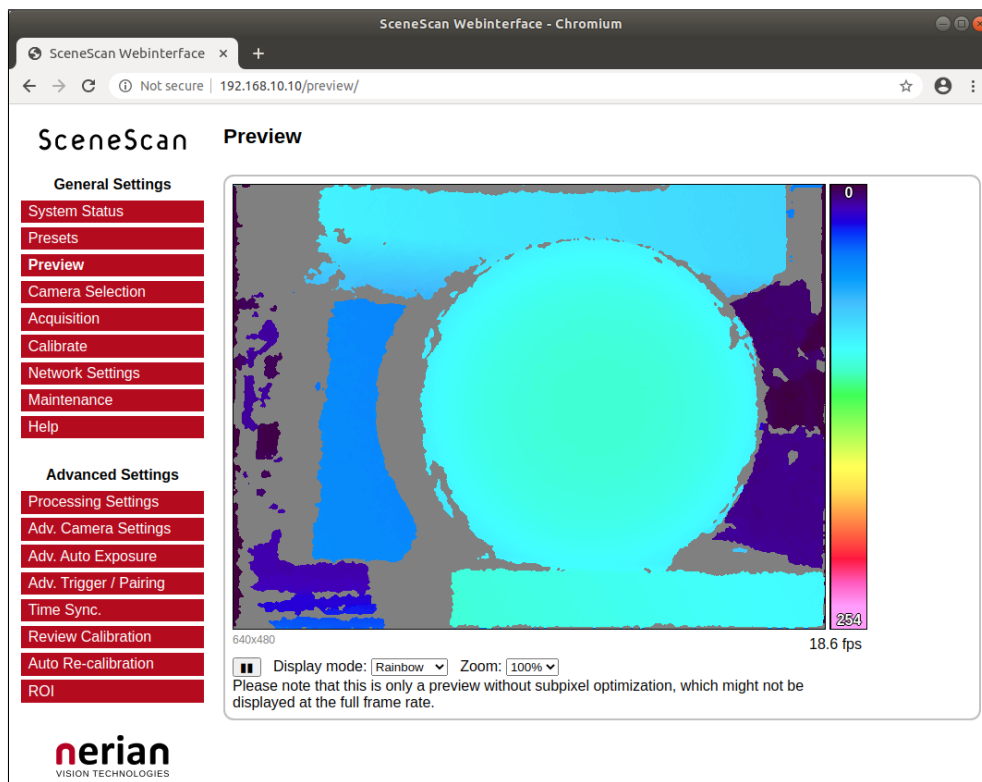 SceneScan Webinterface - Chromium
SceneScan Webinterface × +
Not secure | 192.168.10.10/preview/
SceneScan
Preview
General Settings
System Status
Presets
Preview
Camera Selection
Acquisition
Calibrate
Network Settings
Maintenance
Help
Advanced Settings
Processing Settings
Adv. Camera Settings
Adv. Auto Exposure
Adv. Trigger / Pairing
Time Sync.
Review Calibration
Auto Re-calibration
ROI
nerian
VISION TECHNOLOGIES
0
254
640x480
18.6 fps
Display mode: Rainbow Zoom: 100%
Please note that this is only a preview without subpixel optimization, which might not be
displayed at the full frame rate.